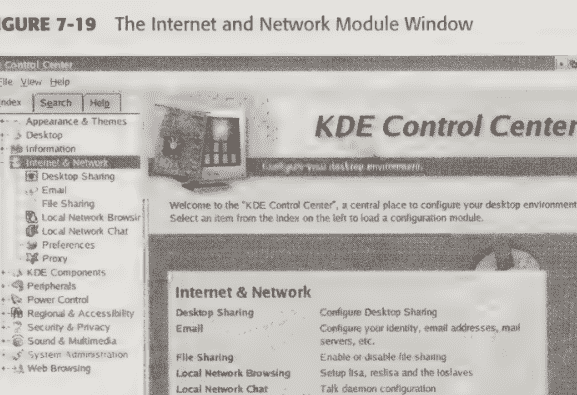 IGURE 7-19 The Internet and Network Module Window
Control Center
File View Help
ndex Search Help
Appearance & Themes
Desktop
Information
Internet & Network
Desktop Sharing
Email
File Sharing
Local Network Browsir
Local Network Chat
Preferences
Proxy
KDE Components
Peripherals
Power Control
Regional & Accessibility
Security & Privacy
Sound & Multimedia
System Administration
Web Browsing
KDE Control Center
Configure your desktop environment.
Welcome to the "KDE Control Center", a central place to configure your desktop environment
Select an item from the index on the left to load a configuration module.
Internet & Network
Desktop Sharing Configure Desktop Sharing
Email Configure your identity, email addresses, mail
servers, etc.
File Sharing Enable or disable file sharing
Local Network Browsing Setup lisa, reslisa and the ioslaves
Local Network Chat Talk daemon configuration